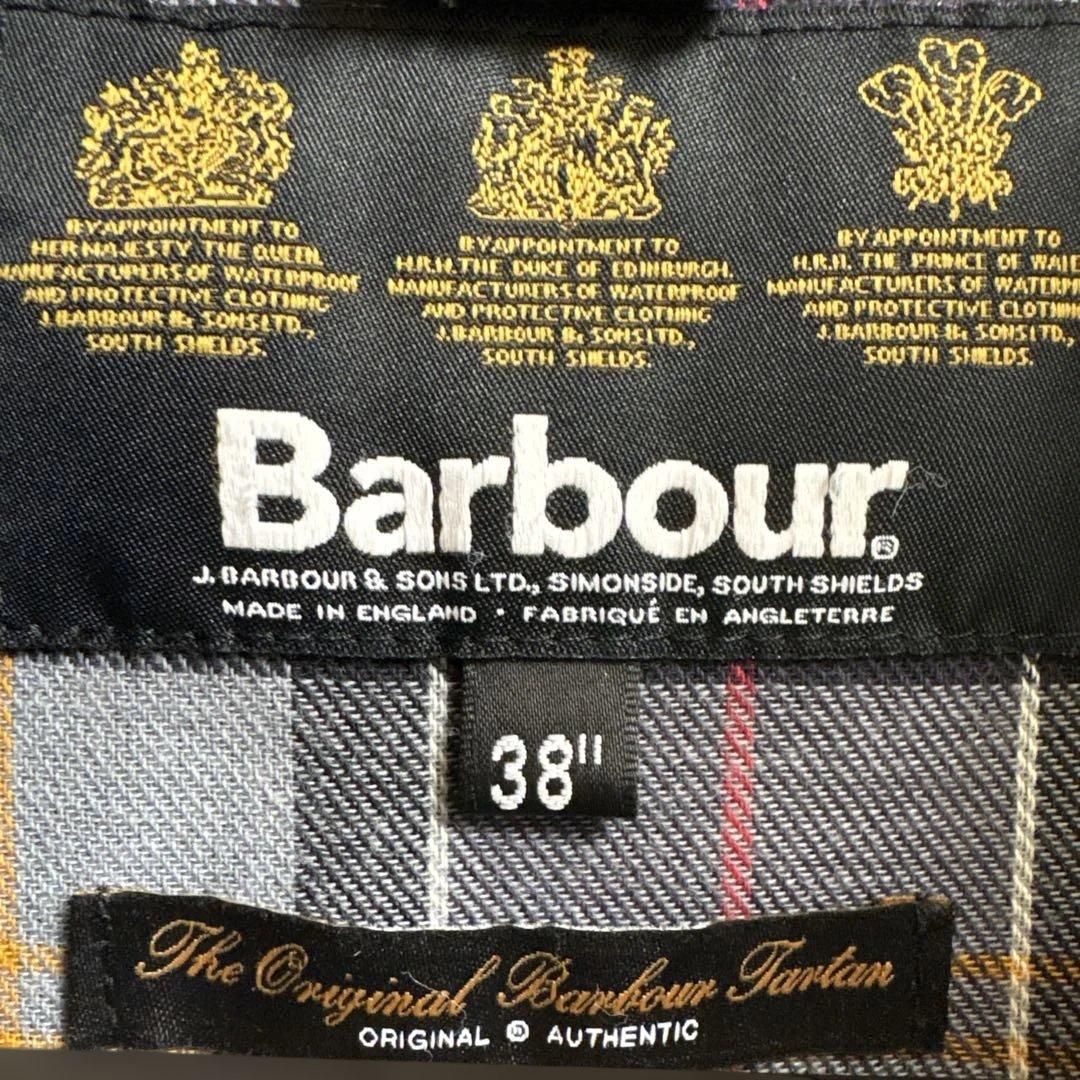 BY APPOINTMENT TO
HER MAJESTY THE QUEEN
MANUFACTURERS OF WATERPROOF
AND PROTECTIVE CLOTHING
J. BARBOUR & SONS LTD.,
SOUTH SHIELDS.
BY APPOINTMENT TO
H.R.H. THE DUKE OF EDINBURGH.
MANUFACTURERS OF WATERPROOF
AND PROTECTIVE CLOTHING
J. BARBOUR & SONS LTD.,
SOUTH SHIELDS.
BY APPOINTMENT TO
H.R.H. THE PRINCE OF WALE
MANUFACTURERS OF WATERP
AND PROTECTIVE CLOTHING
J. BARBOUR & SONS LTD.,
SOUTH SHIELDS.
Barbour®
J. BARBOUR & SONS LTD., SIMONSIDE, SOUTH SHIELDS
MADE IN ENGLAND · FABRIQUÉ EN ANGLETERRE
38"
The Original Barbour Tartan
ORIGINAL AUTHENTIC